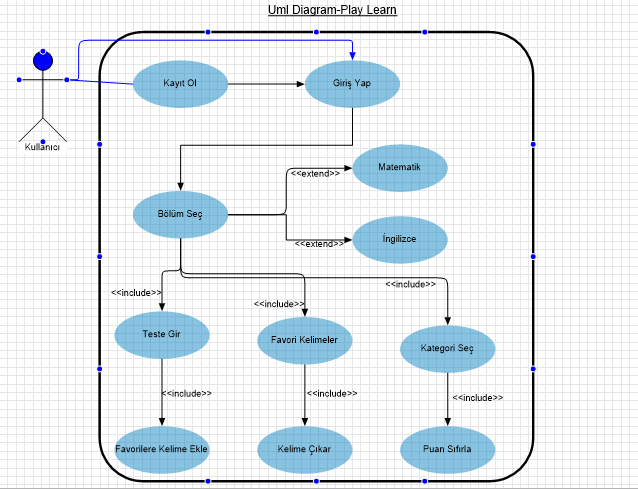 Uml Diagram-Play Learn
Kayıt Ol
Giriş Yap
Kullanıcı
Matematik
<<extend>>
Bölüm Seç
İngilizce
<<extend>>
<<include>>
<<include>>
<<include>>
Teste Gir
Favori Kelimeler
Kategori Seç
<<include>>
<<include>>
<<include>>
Favorilere Kelime Ekle
Kelime Çıkar
Puan Sıfırla